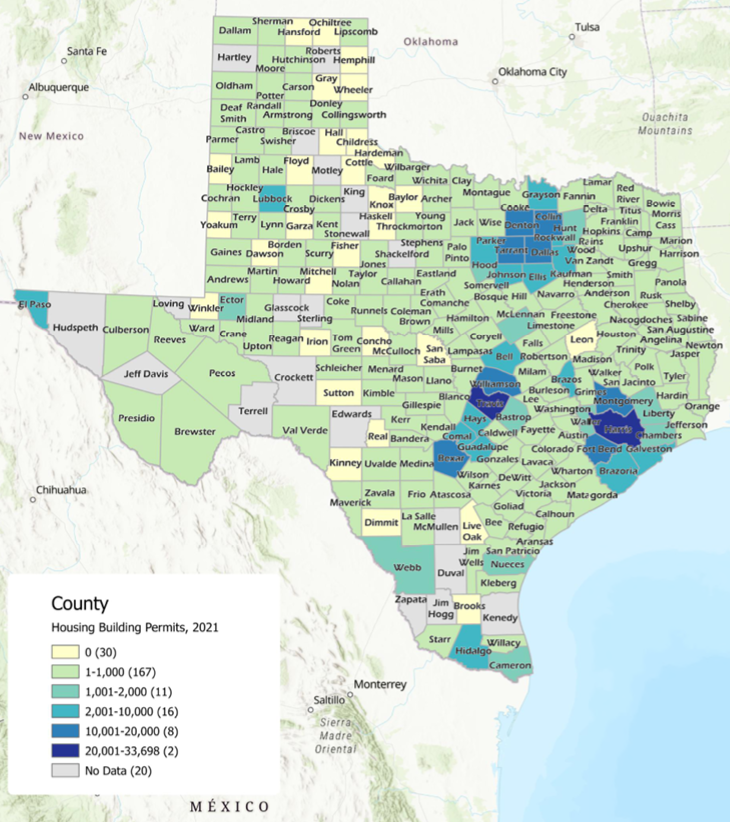 Sherman Ochiltree
Dallam Hansford Lipscomb
Oklahoma
Tulsa
Santa Fe
Hartley Roberts
Hutchinson Hemphill
Moore
Oklahoma City
Albuquerque
Oldham Carson Gray Wheeler
Potter
Deaf Smith Randall Armstrong Donley Collingsworth
New Mexico
Ouachita Mountains
Castro Briscoe Hall
Parmer Swisher Childress
Hardeman
Bailey Lamb Hale Floyd Motley Cottle Foard Wilbarger
Wichita Clay Montague Grayson Fannin Lamar Red River Bowie
Hockley King
Cochran Lubbock Crosby Dickens Knox Baylor Archer
Cooke Collin Delta Titus Morris Cass
Yoakum Terry Lynn Garza Kent Haskell Throckmorton Young Jack Wise Denton Hunt Hopkins Franklin Camp
Stonewall
Rockwall Rains Marion
Gaines Dawson Borden Scurry Fisher Jones Shackelford Stephens Palo Pinto Parker Tarrant Dallas Wood Upshur Harrison
Hood Van Zandt Gregg
Andrews Martin Howard Mitchell Nolan Taylor Callahan Eastland Johnson Ellis Kaufman Smith
Somervell Henderson Panola
El Paso Hudspeth Culberson Loving Winkler Ector Midland Glasscock Sterling Coke Runnels Coleman Brown Comanche Erath Bosque Hill Navarro Anderson Cherokee Rusk Shelby
Reeves Ward Crane Upton Reagan Irion Tom Green Concho McCulloch Mills Hamilton McLennen Limestone Freestone Nacogdoches Sabine
San Augustine
San Saba Lampasas Coryell Falls Leon Houston Angelina Newton
Trinity Jasper
Jeff Davis Pecos Crockett Schleicher Menard Mason Llano Burnet Bell Robertson Madison Walker Polk Tyler
Milam San Jacinto
Sutton Kimble Blanco Williamson Burleson Brazos Grimes Montgomery Hardin
Terrell Gillespie Travis Lee Washington Liberty Orange
Presidio Brewster Val Verde Edwards Kerr Kendall Hays Bastrop Waller Harris Jefferson
Real Bandera Comal Caldwell Fayette Austin Chambers
Guadalupe Colorado Fort Bend Galveston
Kinney Uvalde Medina Bexar Gonzales Lavaca Wharton Brazoria
Wilson
Karnes DeWitt Jackson
Chihuahua
Maverick Zavala Frio Atascosa Victoria Matagorda
Goliad
Calhoun
Dimmit La Salle McMullen Live Oak Bee Refugio
Aransas
Webb Duval Jim Wells San Patricio
Nueces
Kleberg
Zapata Jim Hogg Brooks Kenedy
Starr Willacy
Hidalgo
Cameron
County
Housing Building Permits, 2021
0 (30)
1-1,000 (167)
1,001-2,000 (11)
2,001-10,000 (16)
10,001-20,000 (8)
20,001-33,698 (2)
No Data (20)
Monterrey
Saltillo
Sierra Madre Oriental
MÉXICO